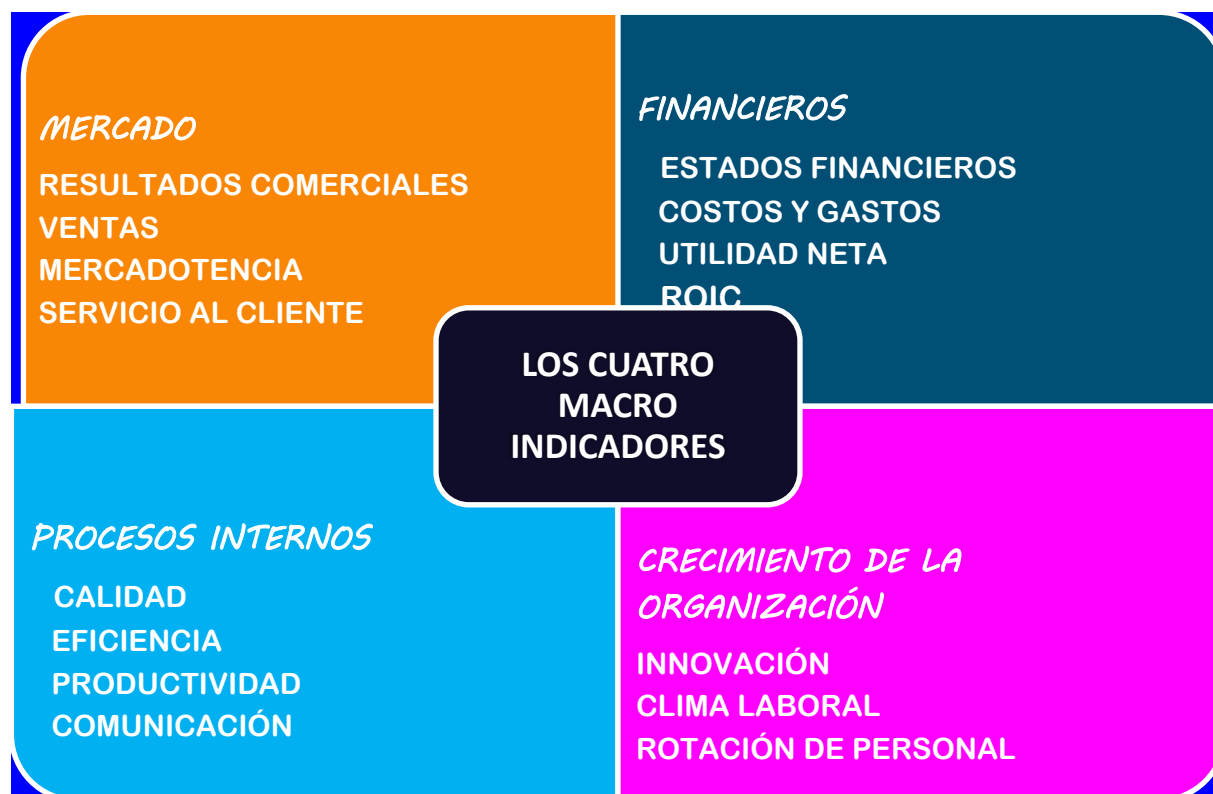 MERCADO
RESULTADOS COMERCIALES
VENTAS
MERCADOTENCIA
SERVICIO AL CLIENTE
FINANCIEROS
ESTADOS FINANCIEROS
COSTOS Y GASTOS
UTILIDAD NETA
ROIC
LOS CUATRO
MACRO
INDICADORES
PROCESOS INTERNOS
CALIDAD
EFICIENCIA
PRODUCTIVIDAD
COMUNICACIÓN
CRECIMIENTO DE LA
ORGANIZACIÓN
INNOVACIÓN
CLIMA LABORAL
ROTACIÓN DE PERSONAL